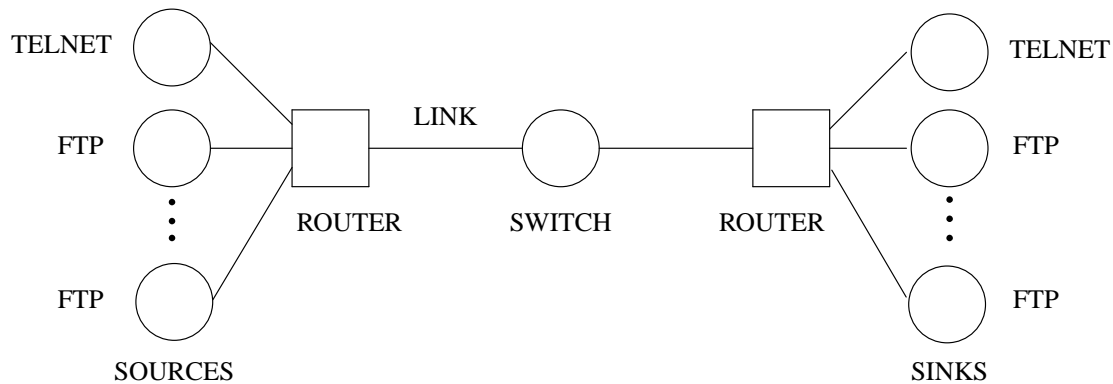 TELNET
TELNET
LINK
FTP
FTP
ROUTER
SWITCH
ROUTER
FTP
FTP
SOURCES
SINKS